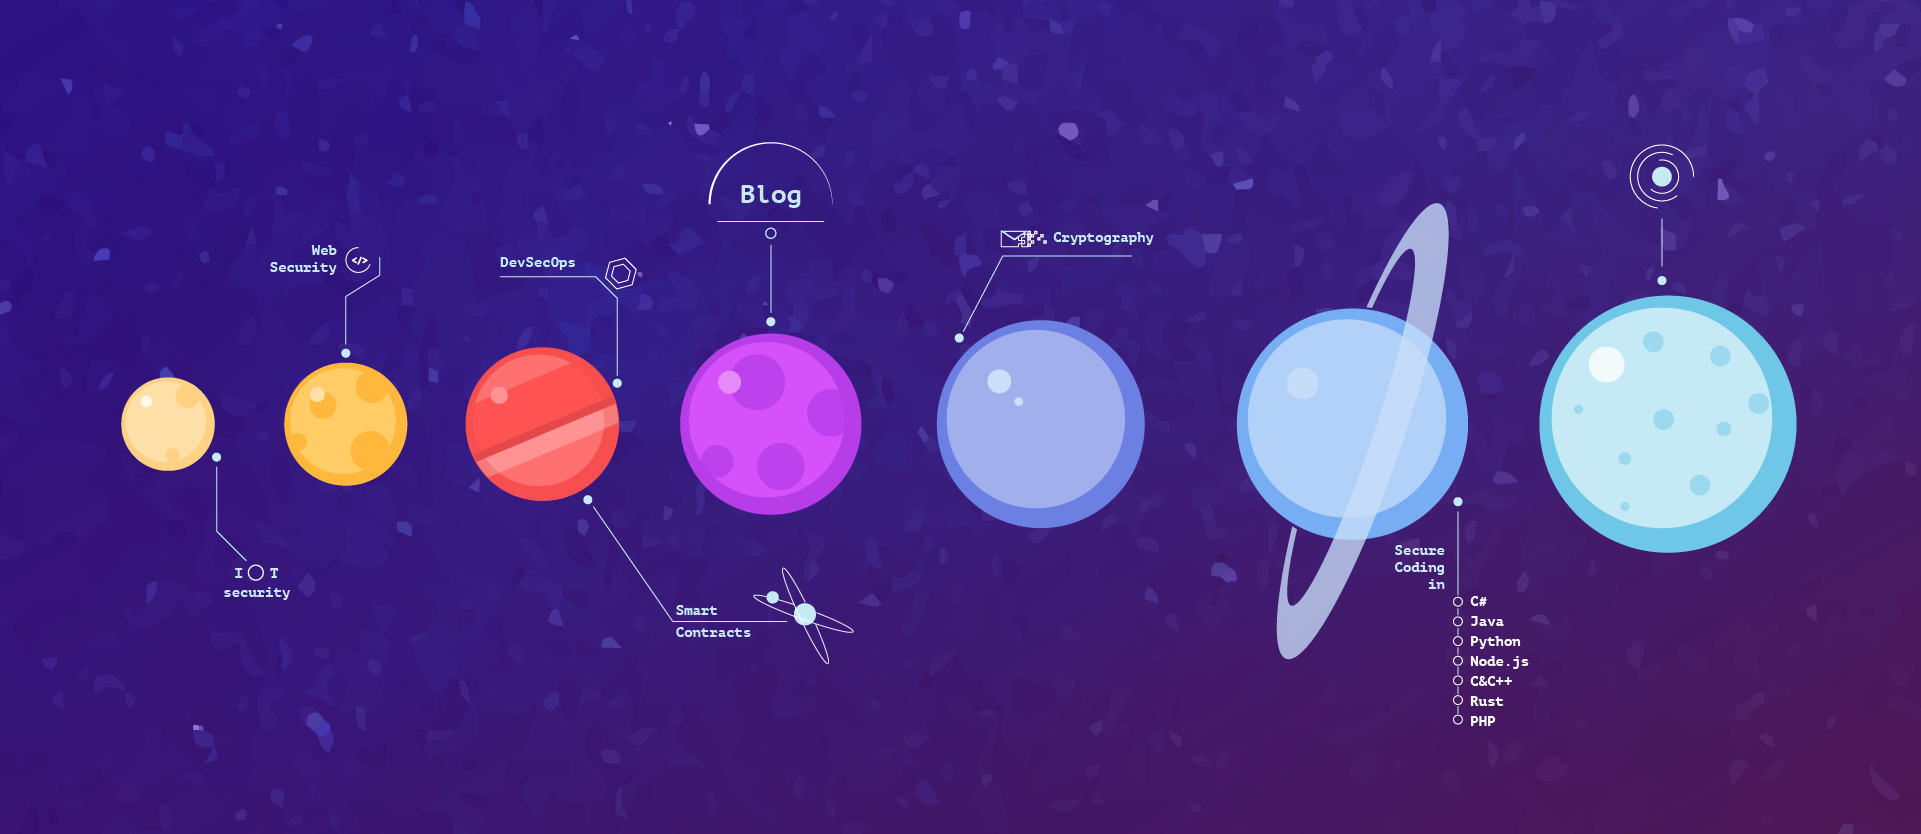 Web
Security
DevSecOps
Blog
Cryptography
I O T
security
Smart
Contracts
Secure
Coding
in
C#
Java
Python
Node.js
C&C++
Rust
PHP